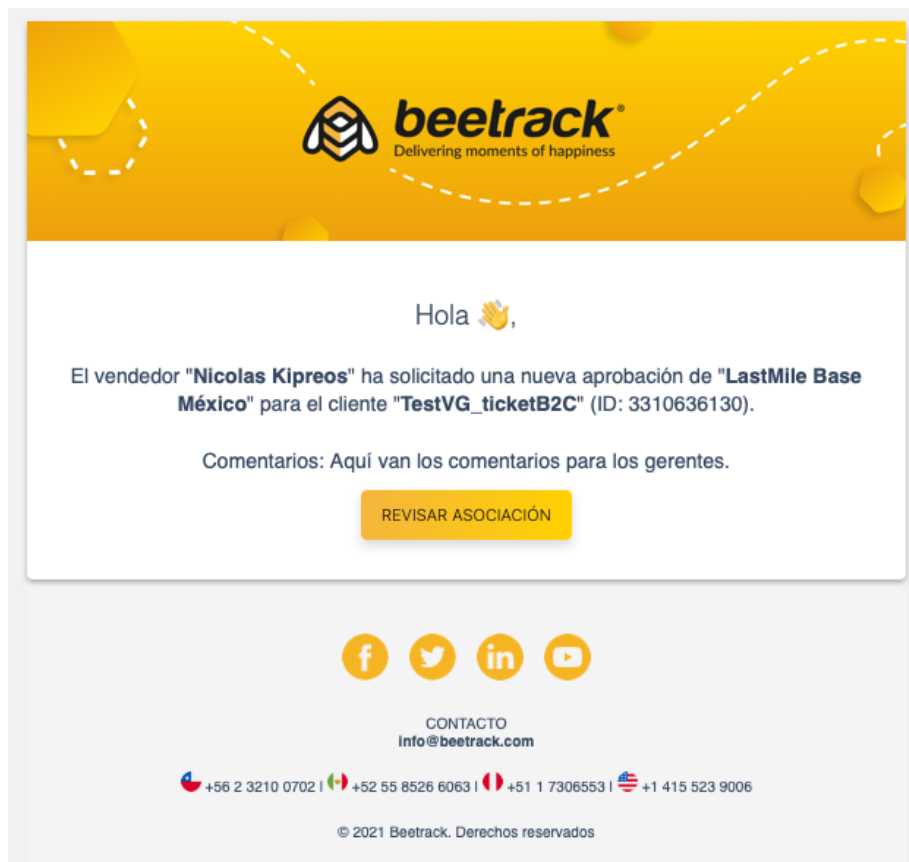 beetrack®
Delivering moments of happiness
Hola 👋,
El vendedor "Nicolas Kipreos" ha solicitado una nueva aprobación de "LastMile Base
México" para el cliente "TestVG_ticketB2C" (ID: 3310636130).
Comentarios: Aquí van los comentarios para los gerentes.
REVISAR ASOCIACIÓN
CONTACTO
info@beetrack.com
+56 2 3210 0702 | +52 55 8526 6063 | +51 1 7306553 | +1 415 523 9006
© 2021 Beetrack. Derechos reservados